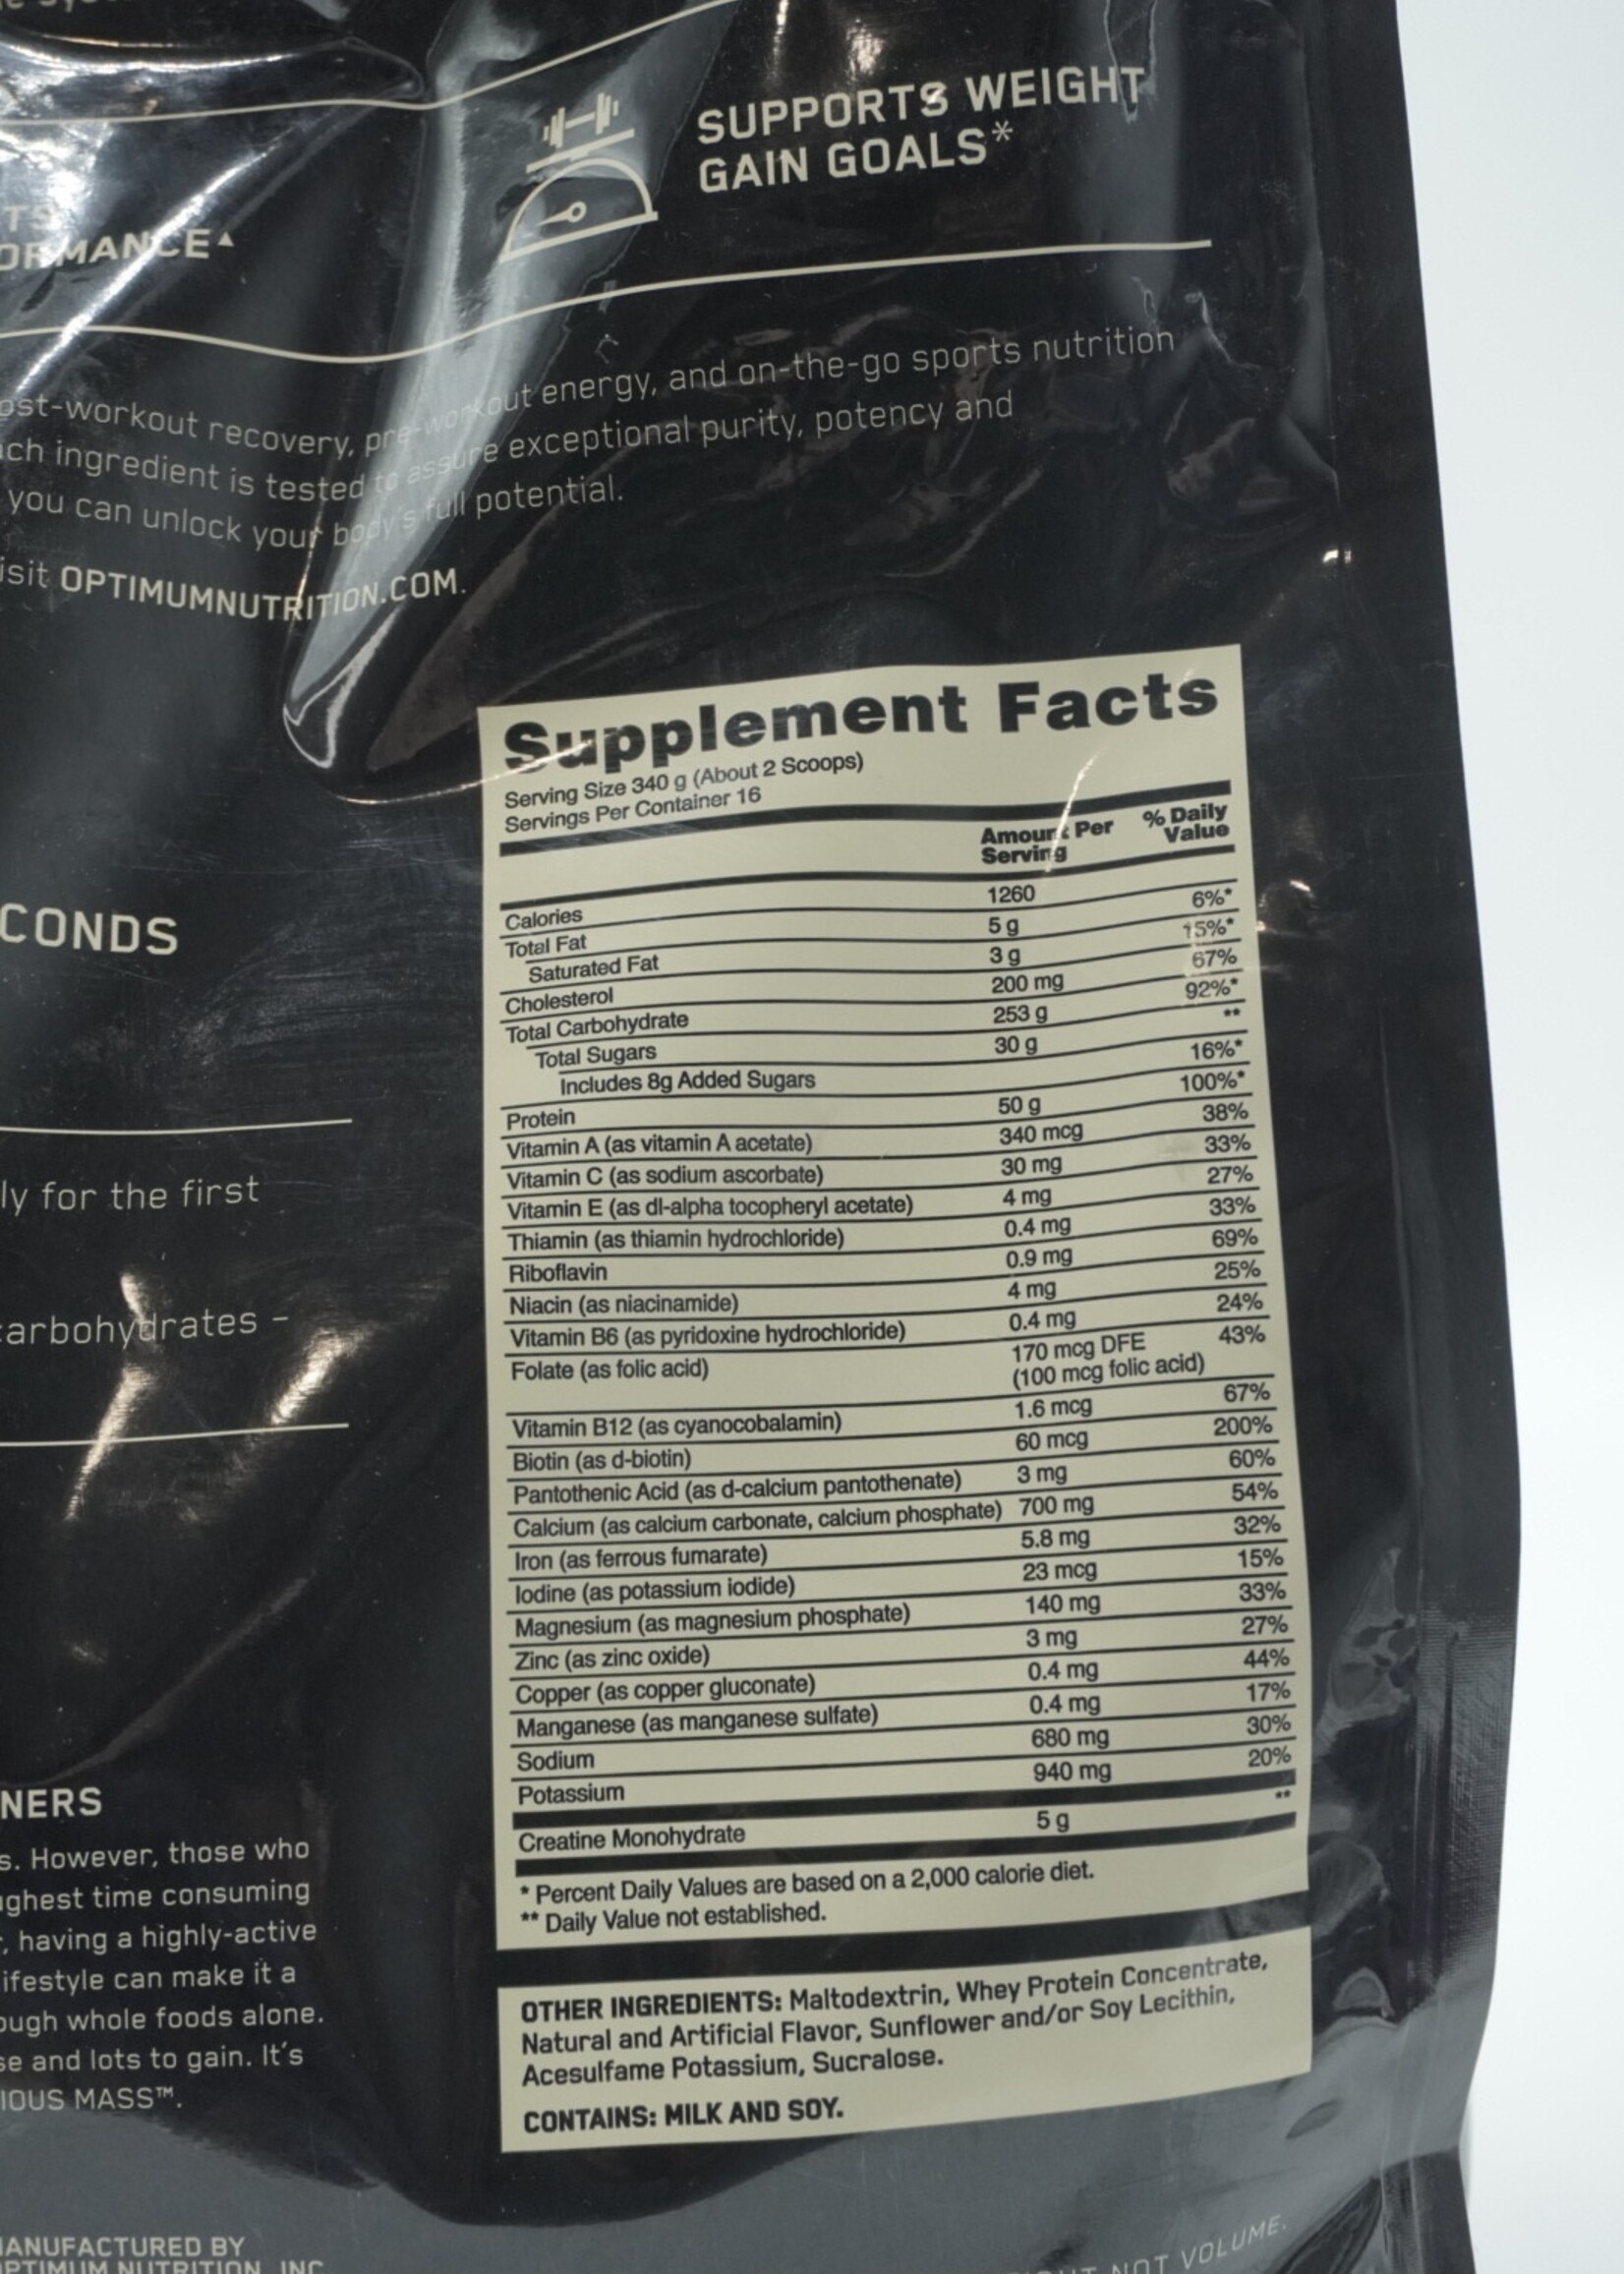 SUPPORTS WEIGHT
GAIN GOALS*
TS
ORMANCE▲
ost-workout recovery, pre-workout energy, and on-the-go sports nutrition
ch ingredient is tested to assure exceptional purity, potency and
you can unlock your body's full potential.
isit OPTIMUMNUTRITION.COM.
CONDS
ly for the first
carbohydrates –
NERS
s. However, those who
ghest time consuming
, having a highly-active
ifestyle can make it a
ough whole foods alone.
se and lots to gain. It's
IOUS MASS™.
MANUFACTURED BY
OPTIMUM NUTRITION, INC
Supplement Facts
Serving Size 340 g (About 2 Scoops)
Servings Per Container 16
Amount Per Serving % Daily Value
Calories 1260
Total Fat 5 g 6%*
Saturated Fat 3 g 15%*
Cholesterol 200 mg 67%
Total Carbohydrate 253 g 92%*
Total Sugars 30 g **
Includes 8g Added Sugars 16%*
Protein 50 g 100%*
Vitamin A (as vitamin A acetate) 340 mcg 38%
Vitamin C (as sodium ascorbate) 30 mg 33%
Vitamin E (as dl-alpha tocopheryl acetate) 4 mg 27%
Thiamin (as thiamin hydrochloride) 0.4 mg 33%
Riboflavin 0.9 mg 69%
Niacin (as niacinamide) 4 mg 25%
Vitamin B6 (as pyridoxine hydrochloride) 0.4 mg 24%
Folate (as folic acid) 170 mcg DFE 43%
(100 mcg folic acid)
Vitamin B12 (as cyanocobalamin) 1.6 mcg 67%
Biotin (as d-biotin) 60 mcg 200%
Pantothenic Acid (as d-calcium pantothenate) 3 mg 60%
Calcium (as calcium carbonate, calcium phosphate) 700 mg 54%
Iron (as ferrous fumarate) 5.8 mg 32%
Iodine (as potassium iodide) 23 mcg 15%
Magnesium (as magnesium phosphate) 140 mg 33%
Zinc (as zinc oxide) 3 mg 27%
Copper (as copper gluconate) 0.4 mg 44%
Manganese (as manganese sulfate) 0.4 mg 17%
Sodium 680 mg 30%
Potassium 940 mg 20%
Creatine Monohydrate 5 g **
* Percent Daily Values are based on a 2,000 calorie diet.
** Daily Value not established.
OTHER INGREDIENTS: Maltodextrin, Whey Protein Concentrate,
Natural and Artificial Flavor, Sunflower and/or Soy Lecithin,
Acesulfame Potassium, Sucralose.
CONTAINS: MILK AND SOY.
NOT VOLUME.